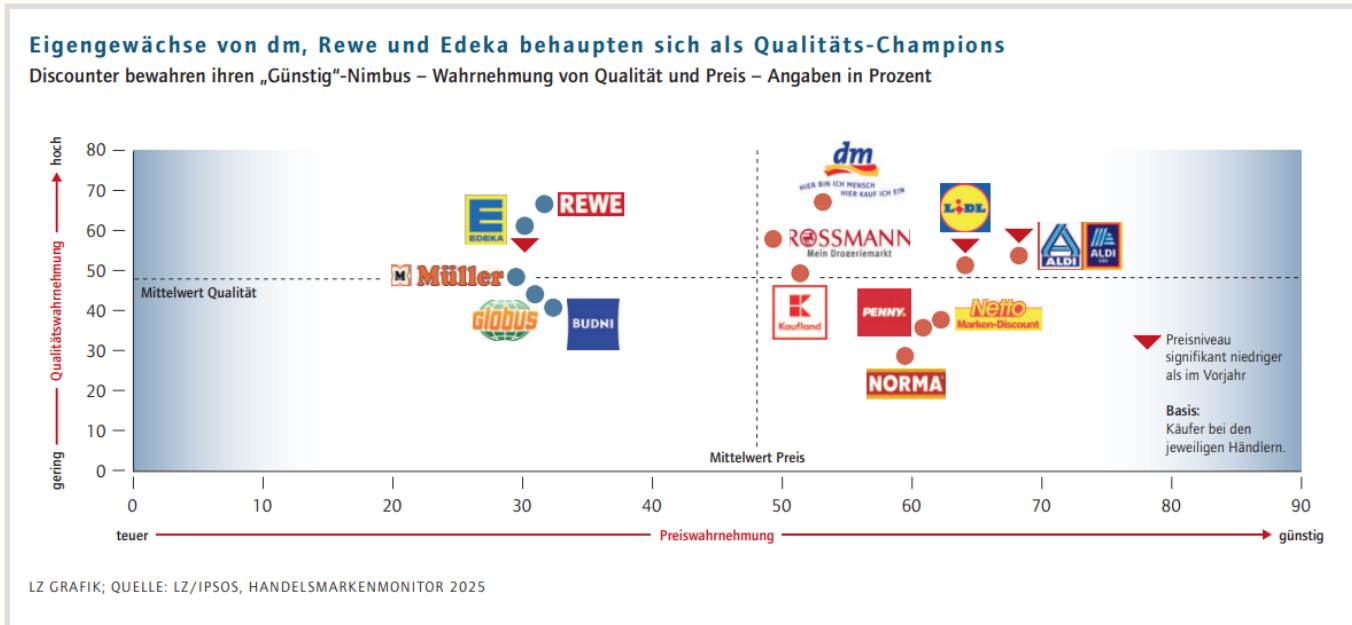 Eigengewächse von dm, Rewe und Edeka behaupten sich als Qualitäts-Champions
Discounter bewahren ihren „Günstig“-Nimbus – Wahrnehmung von Qualität und Preis – Angaben in Prozent
hoch
Qualitätswahrnehmung
gering
80
70
60
50
40
30
20
10
0
dm
HIER BIN ICH MENSCH
HIER KAUF ICH EIN
E
EDEKA
REWE
LIDL
ROSSMANN
Mein Drogeriemarkt
ALDI
ALDI
SÜD
M Müller
Mittelwert Qualität
GLOBUS
BUDNI
K
Kaufland
PENNY.
Netto
Marken-Discount
NORMA
Preisniveau
signifikant niedriger
als im Vorjahr
Basis:
Käufer bei den
jeweiligen Händlern.
Mittelwert Preis
0 10 20 30 40 50 60 70 80 90
teuer Preiswahrnehmung günstig
LZ GRAFIK; QUELLE: LZ/IPSOS, HANDELSMARKENMONITOR 2025